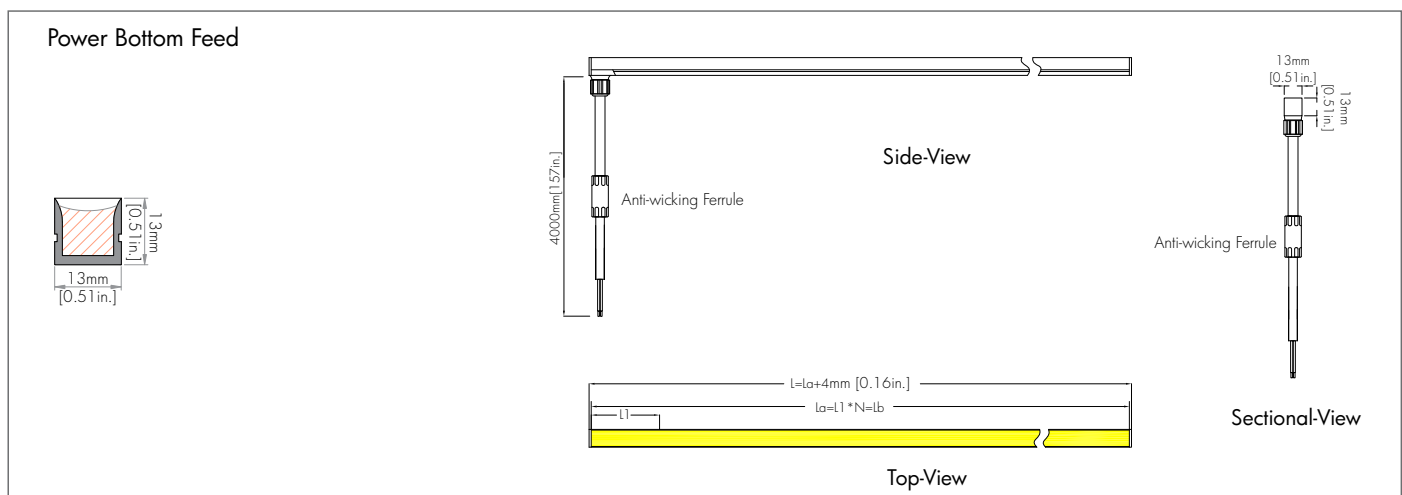 Power Bottom Feed
13mm
[0.51in.]
13mm
[0.51in.]
4000mm[157in.]
Anti-wicking Ferrule
Side-View
13mm
[0.51in.]
13mm
[0.51in.]
Anti-wicking Ferrule
Sectional-View
L=La+4mm [0.16in.]
La=L1*N=Lb
L1
Top-View